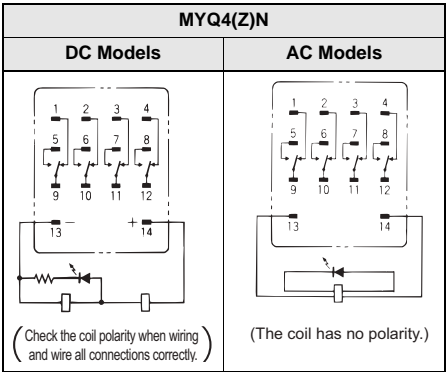 MYQ4(Z)N
DC Models
AC Models
1 2 3 4
5 6 7 8
9 10 11 12
13 − + 14
1 2 3 4
5 6 7 8
9 10 11 12
13 14
(Check the coil polarity when wiring
and wire all connections correctly.)
(The coil has no polarity.)